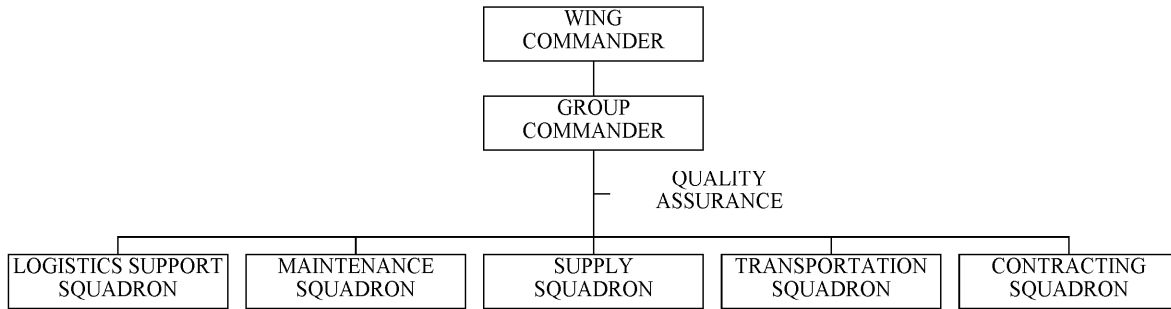 WING
COMMANDER
GROUP
COMMANDER
QUALITY
ASSURANCE
LOGISTICS SUPPORT
SQUADRON
MAINTENANCE
SQUADRON
SUPPLY
SQUADRON
TRANSPORTATION
SQUADRON
CONTRACTING
SQUADRON